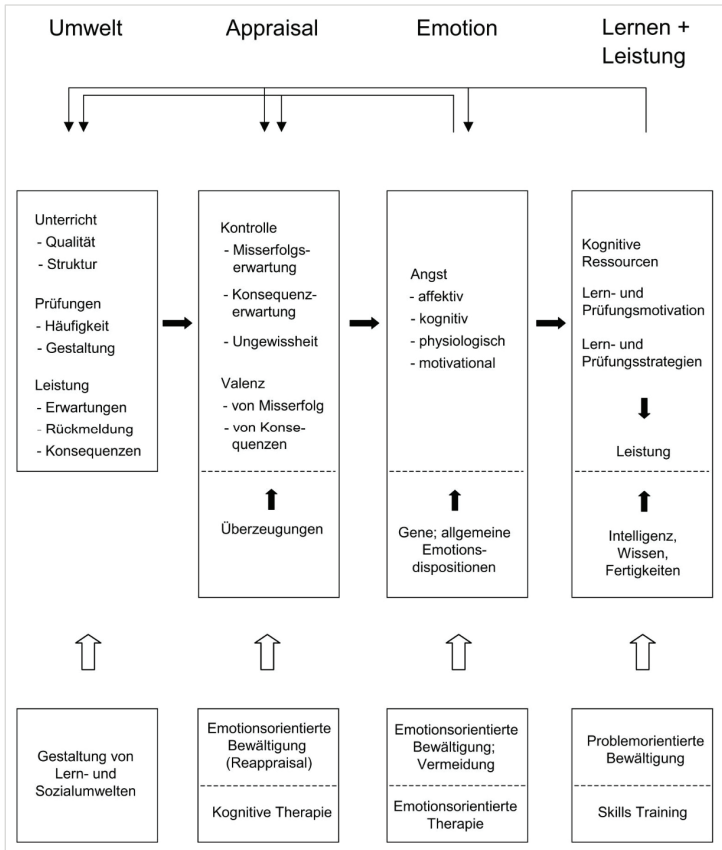 Umwelt
Appraisal
Emotion
Lernen +
Leistung
Unterricht
- Qualität
- Struktur
Prüfungen
- Häufigkeit
- Gestaltung
Leistung
- Erwartungen
- Rückmeldung
- Konsequenzen
Kontrolle
- Misserfolgs-
erwartung
- Konsequenz-
erwartung
- Ungewissheit
Valenz
- von Misserfolg
- von Konse-
quenzen
Überzeugungen
Angst
- affektiv
- kognitiv
- physiologisch
- motivational
Gene; allgemeine
Emotions-
dispositionen
Kognitive
Ressourcen
Lern- und
Prüfungsmotivation
Lern- und
Prüfungsstrategien
Leistung
Intelligenz,
Wissen,
Fertigkeiten
Gestaltung von
Lern- und
Sozialumwelten
Emotionsorientierte
Bewältigung
(Reappraisal)
Kognitive Therapie
Emotionsorientierte
Bewältigung;
Vermeidung
Emotionsorientierte
Therapie
Problemorientierte
Bewältigung
Skills Training